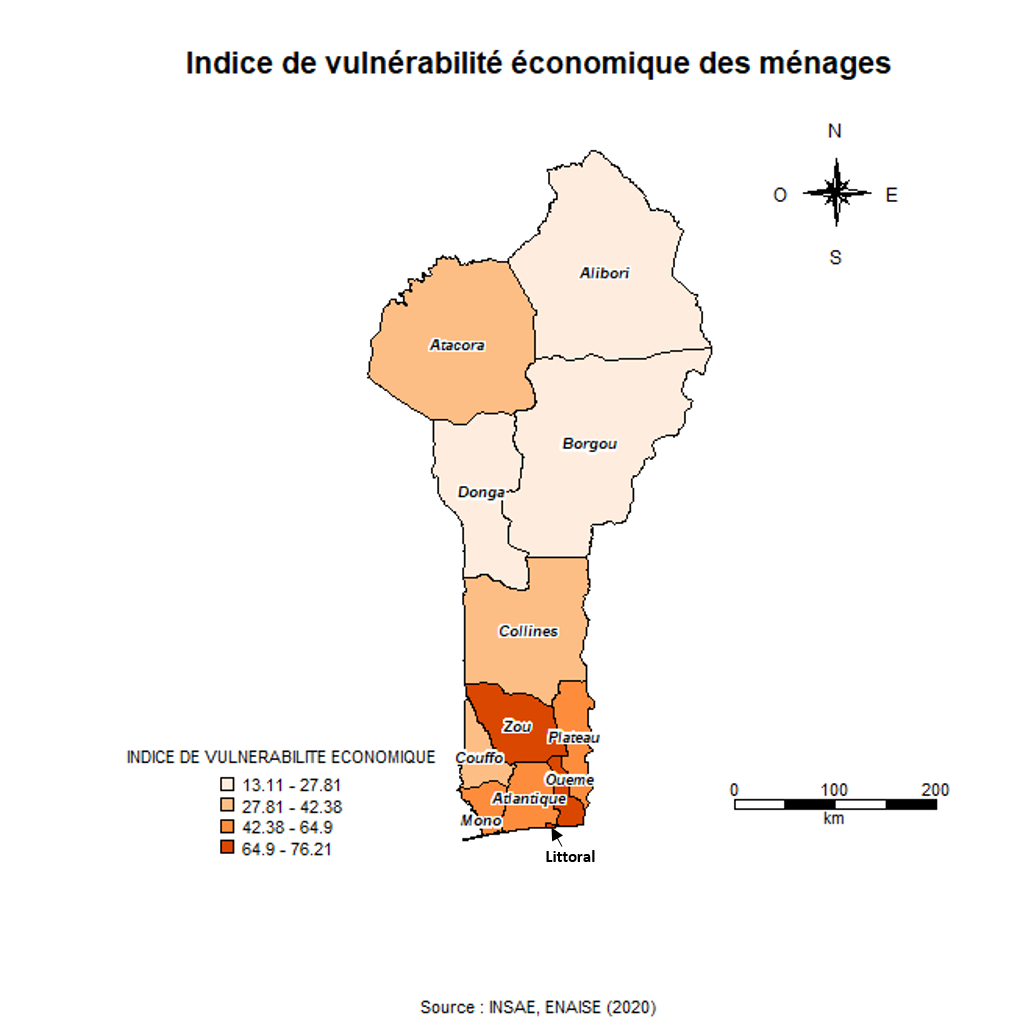 Indice de vulnérabilité économique des ménages
N
O
E
S
Alibori
Atacora
Borgou
Donga
Collines
Zou
Plateau
Couffo
Oueme
Atlantique
Mono
Littoral
INDICE DE VULNERABILITE ECONOMIQUE
13.11 - 27.81
27.81 - 42.38
42.38 - 64.9
64.9 - 76.21
0 100 200
km
Source : INSAE, ENAISE (2020)